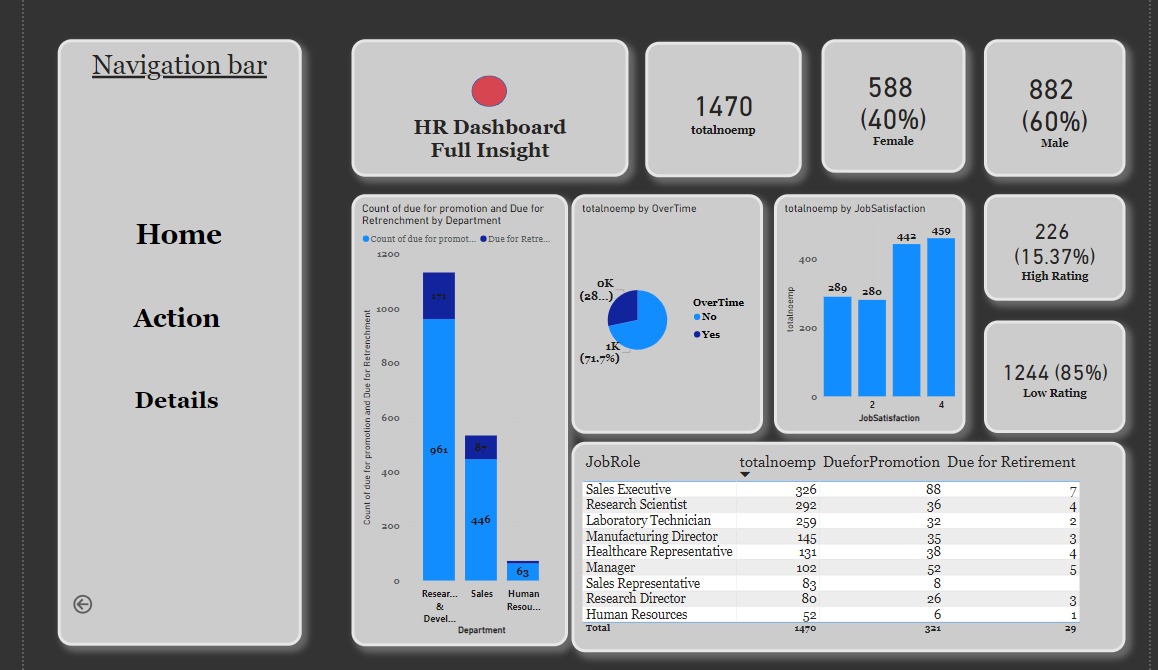 Navigation bar
Home
Action
Details
HR Dashboard
Full Insight
1470
totalnoemp
588
(40%)
Female
882
(60%)
Male
Count of due for promotion and Due for
Retrenchment by Department
Count of due for promot... Due for Retre...
Count of due for promotion and Due for Retrenchment
1200
1000
800
600
400
200
0
171
961
446
63
Resear...
&
Devel...
Sales
Human
Resou...
Department
totalnoemp by OverTime
0K
(28...)
1K
(71.7%)
OverTime
No
Yes
totalnoemp by JobSatisfaction
totalnoemp
400
200
0
289
280
442
459
2
4
JobSatisfaction
226
(15.37%)
High Rating
1244 (85%)
Low Rating
JobRole totalnoemp DueforPromotion Due for Retirement
Sales Executive 326 88 7
Research Scientist 292 36 4
Laboratory Technician 259 32 2
Manufacturing Director 145 35 3
Healthcare Representative 131 38 4
Manager 102 52 5
Sales Representative 83 8
Research Director 80 26 3
Human Resources 52 6 1
Total 1470 321 29